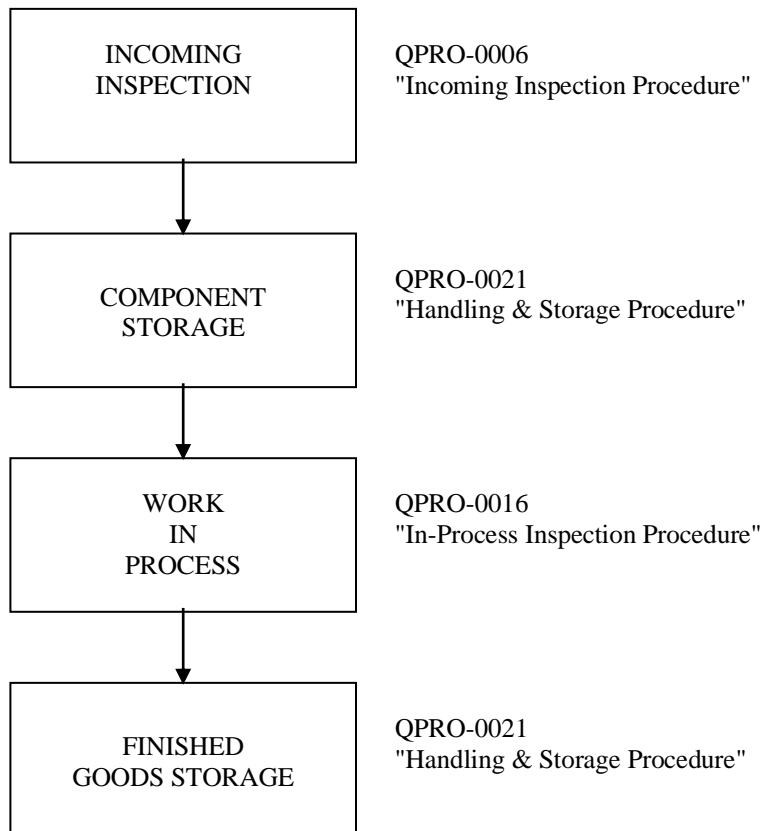 INCOMING
INSPECTION
QPRO-0006
"Incoming Inspection Procedure"
COMPONENT
STORAGE
QPRO-0021
"Handling & Storage Procedure"
WORK
IN
PROCESS
QPRO-0016
"In-Process Inspection Procedure"
FINISHED
GOODS STORAGE
QPRO-0021
"Handling & Storage Procedure"